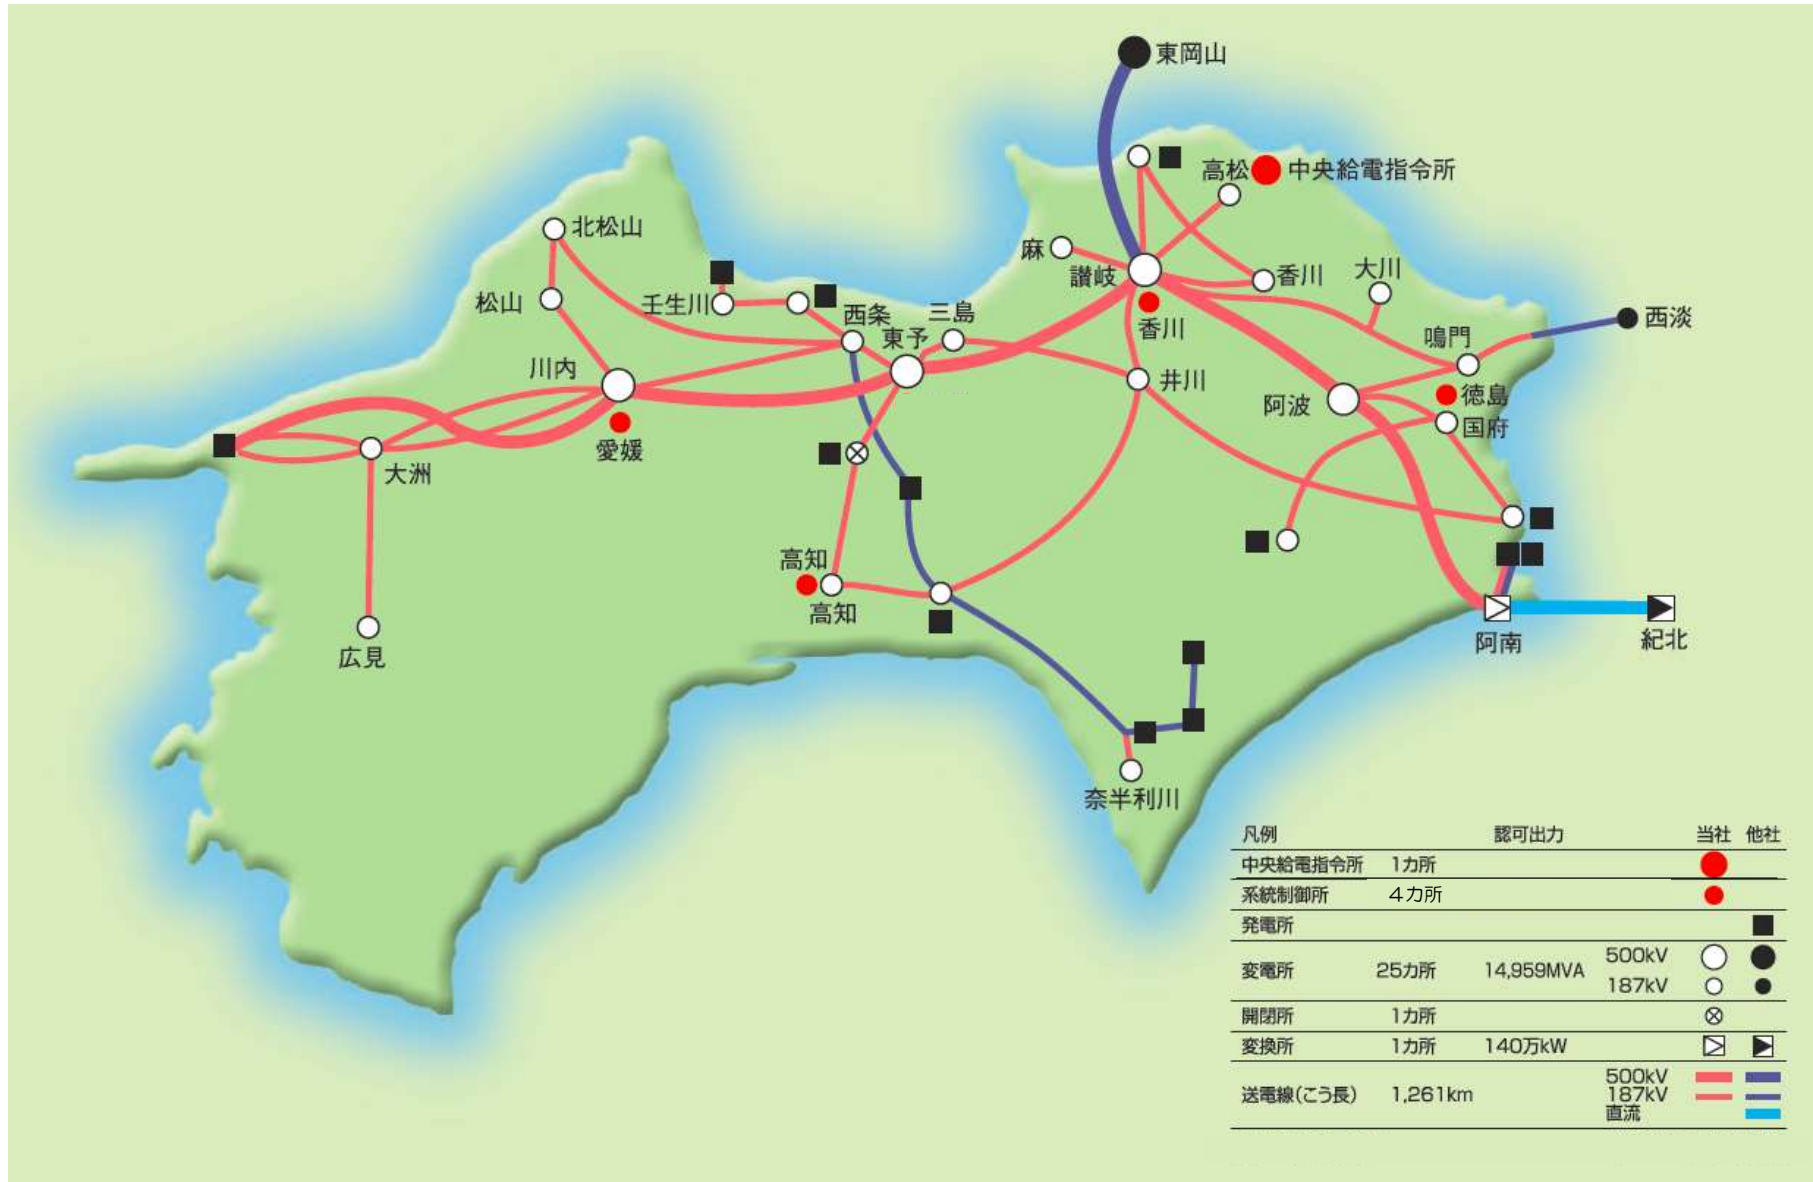 東岡山
高松
中央給電指令所
北松山
麻
讃岐
香川
大川
松山
壬生川
西条
三島
東予
香川
西淡
鳴門
川内
井川
阿波
徳島
国府
愛媛
大洲
高知
高知
広見
阿南
紀北
奈半利川
凡例 認可出力 当社 他社
中央給電指令所 1カ所
系統制御所 4カ所
発電所
変電所 25カ所 14,959MVA 500kV
187kV
開閉所 1カ所
変換所 1カ所 140万kW
送電線(こう長) 1,261km 500kV
187kV
直流